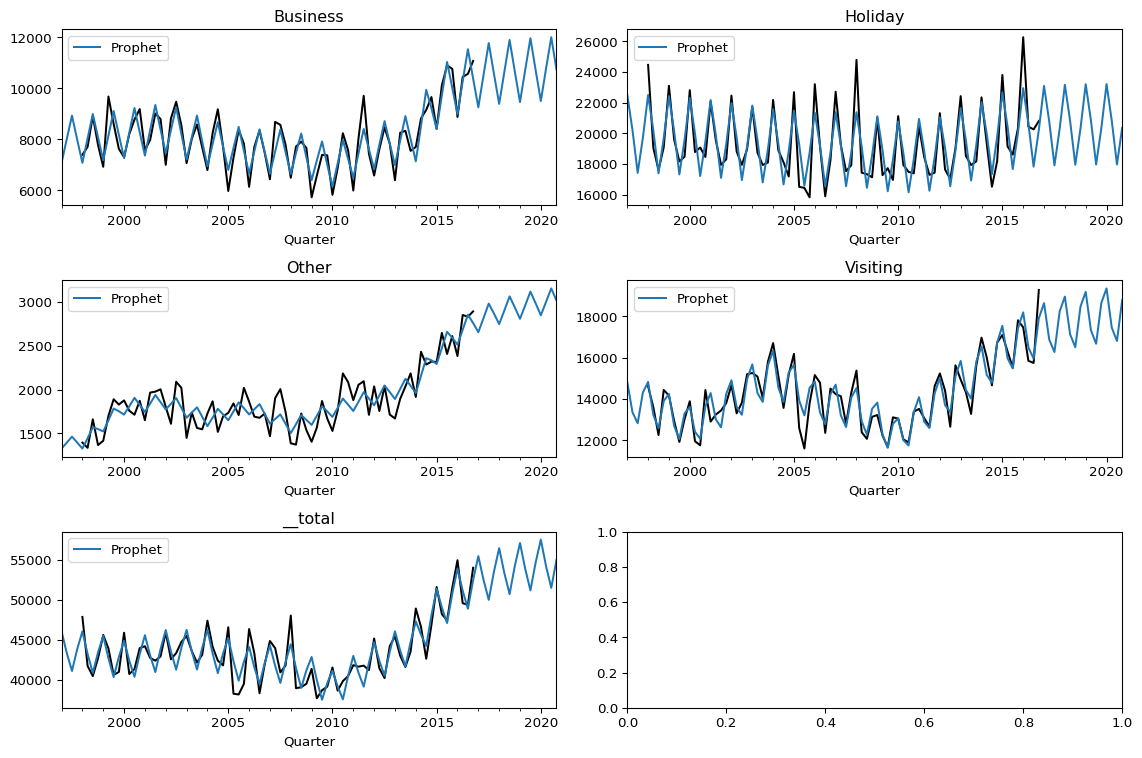 Business
12000
10000
8000
6000
Prophet
2000 2005 2010 2015 2020
Quarter
Holiday
26000
24000
22000
20000
18000
16000
Prophet
2000 2005 2010 2015 2020
Quarter
Other
3000
2500
2000
1500
Prophet
2000 2005 2010 2015 2020
Quarter
Visiting
18000
16000
14000
12000
Prophet
2000 2005 2010 2015 2020
Quarter
__total
55000
50000
45000
40000
Prophet
2000 2005 2010 2015 2020
Quarter
1.0
0.8
0.6
0.4
0.2
0.0
0.0 0.2 0.4 0.6 0.8 1.0